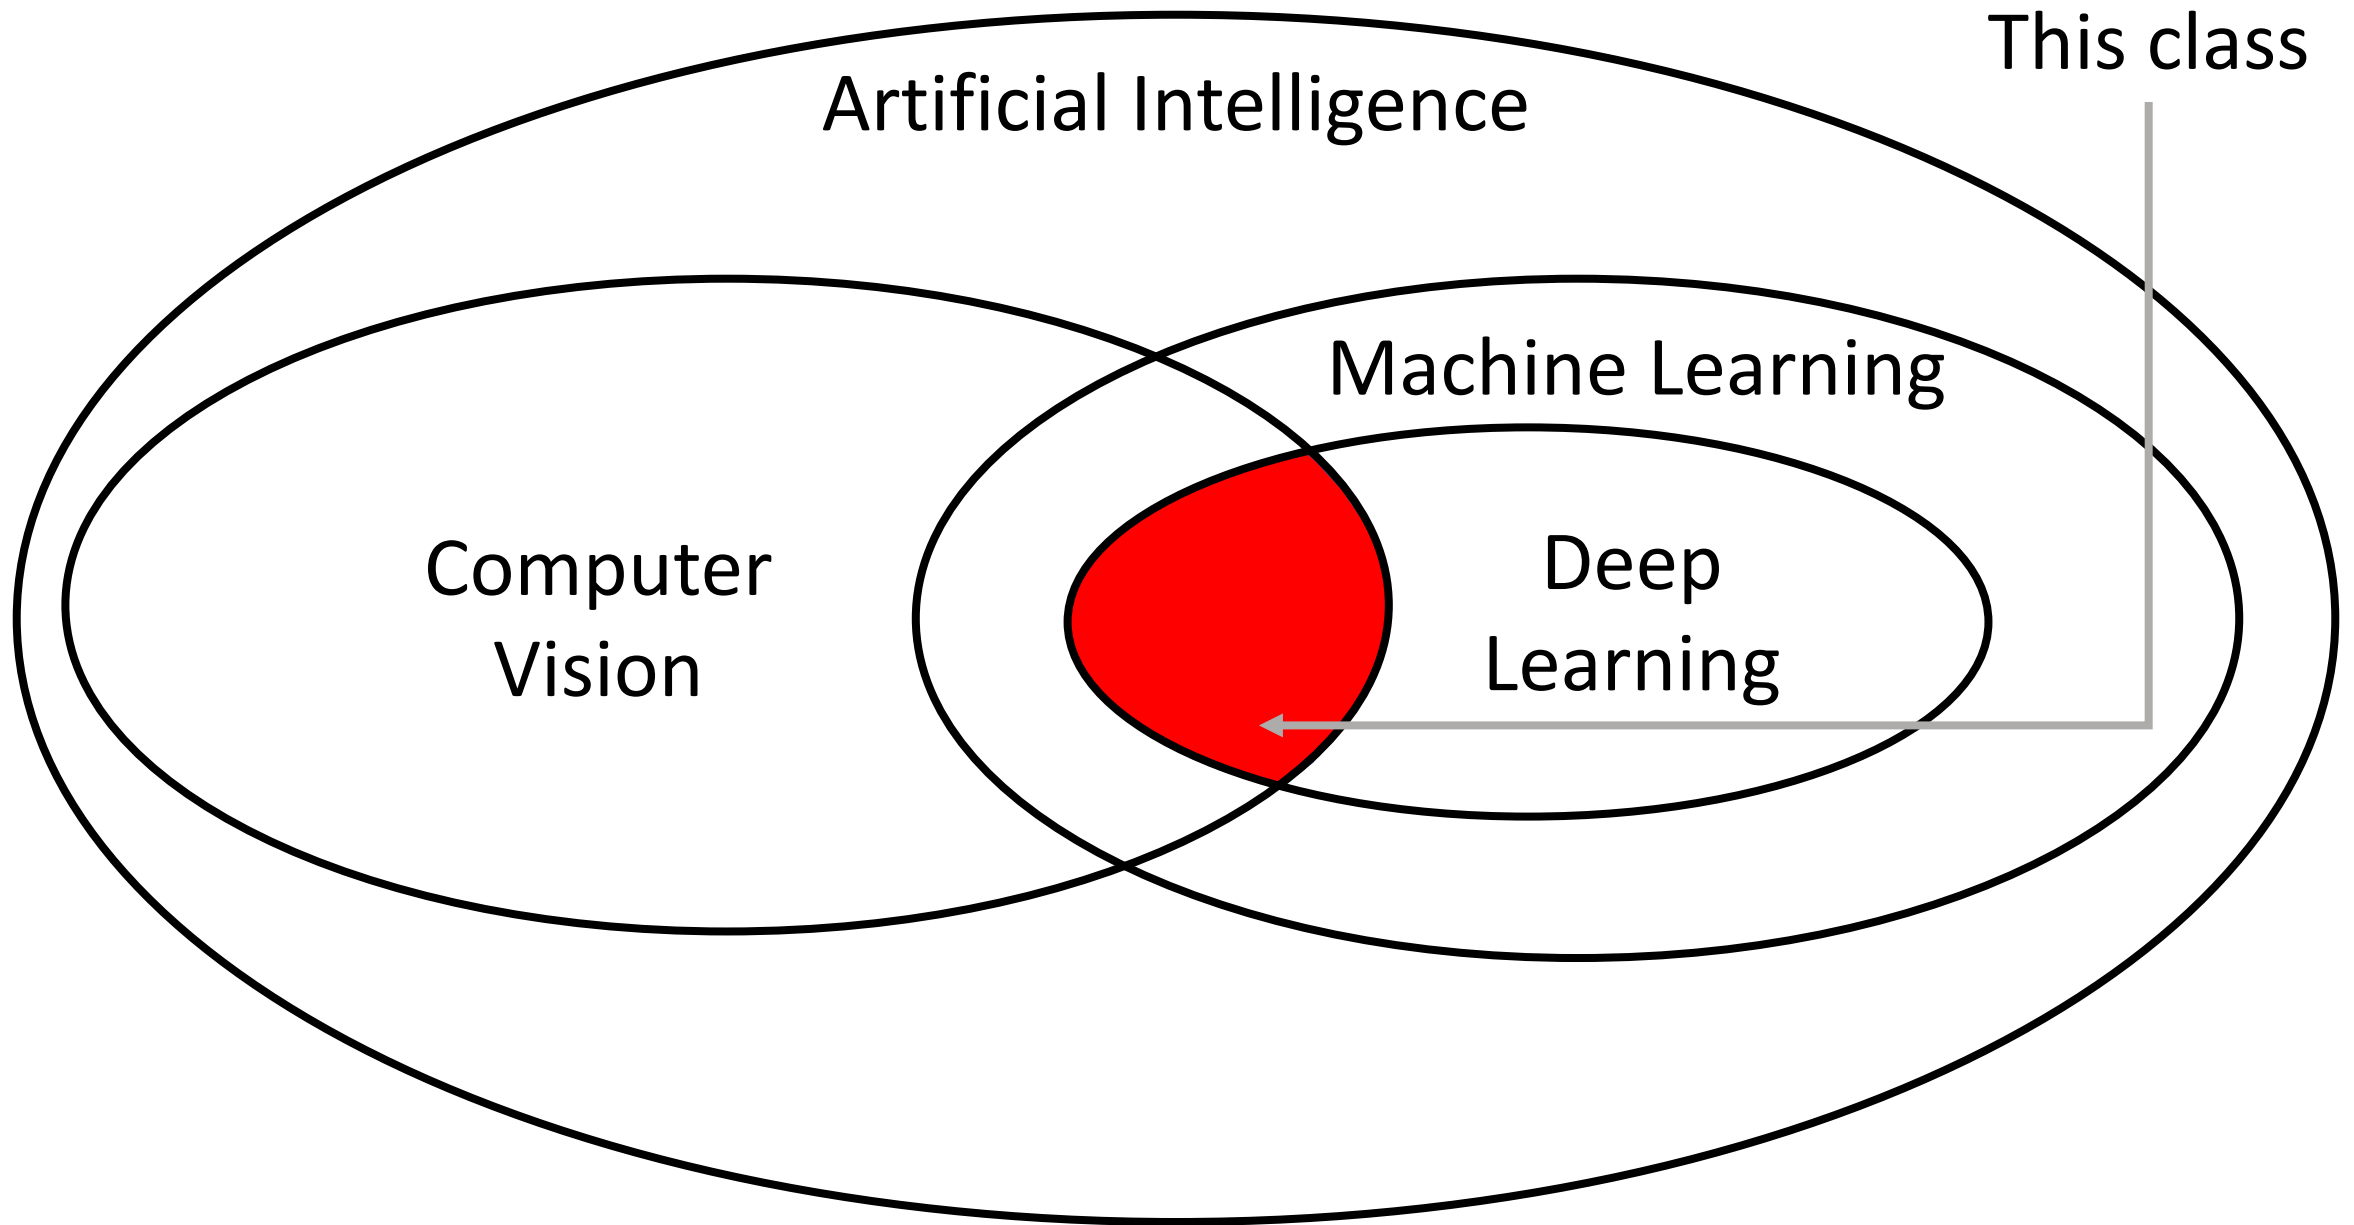 This class
Artificial Intelligence
Machine Learning
Computer
Vision
Deep
Learning